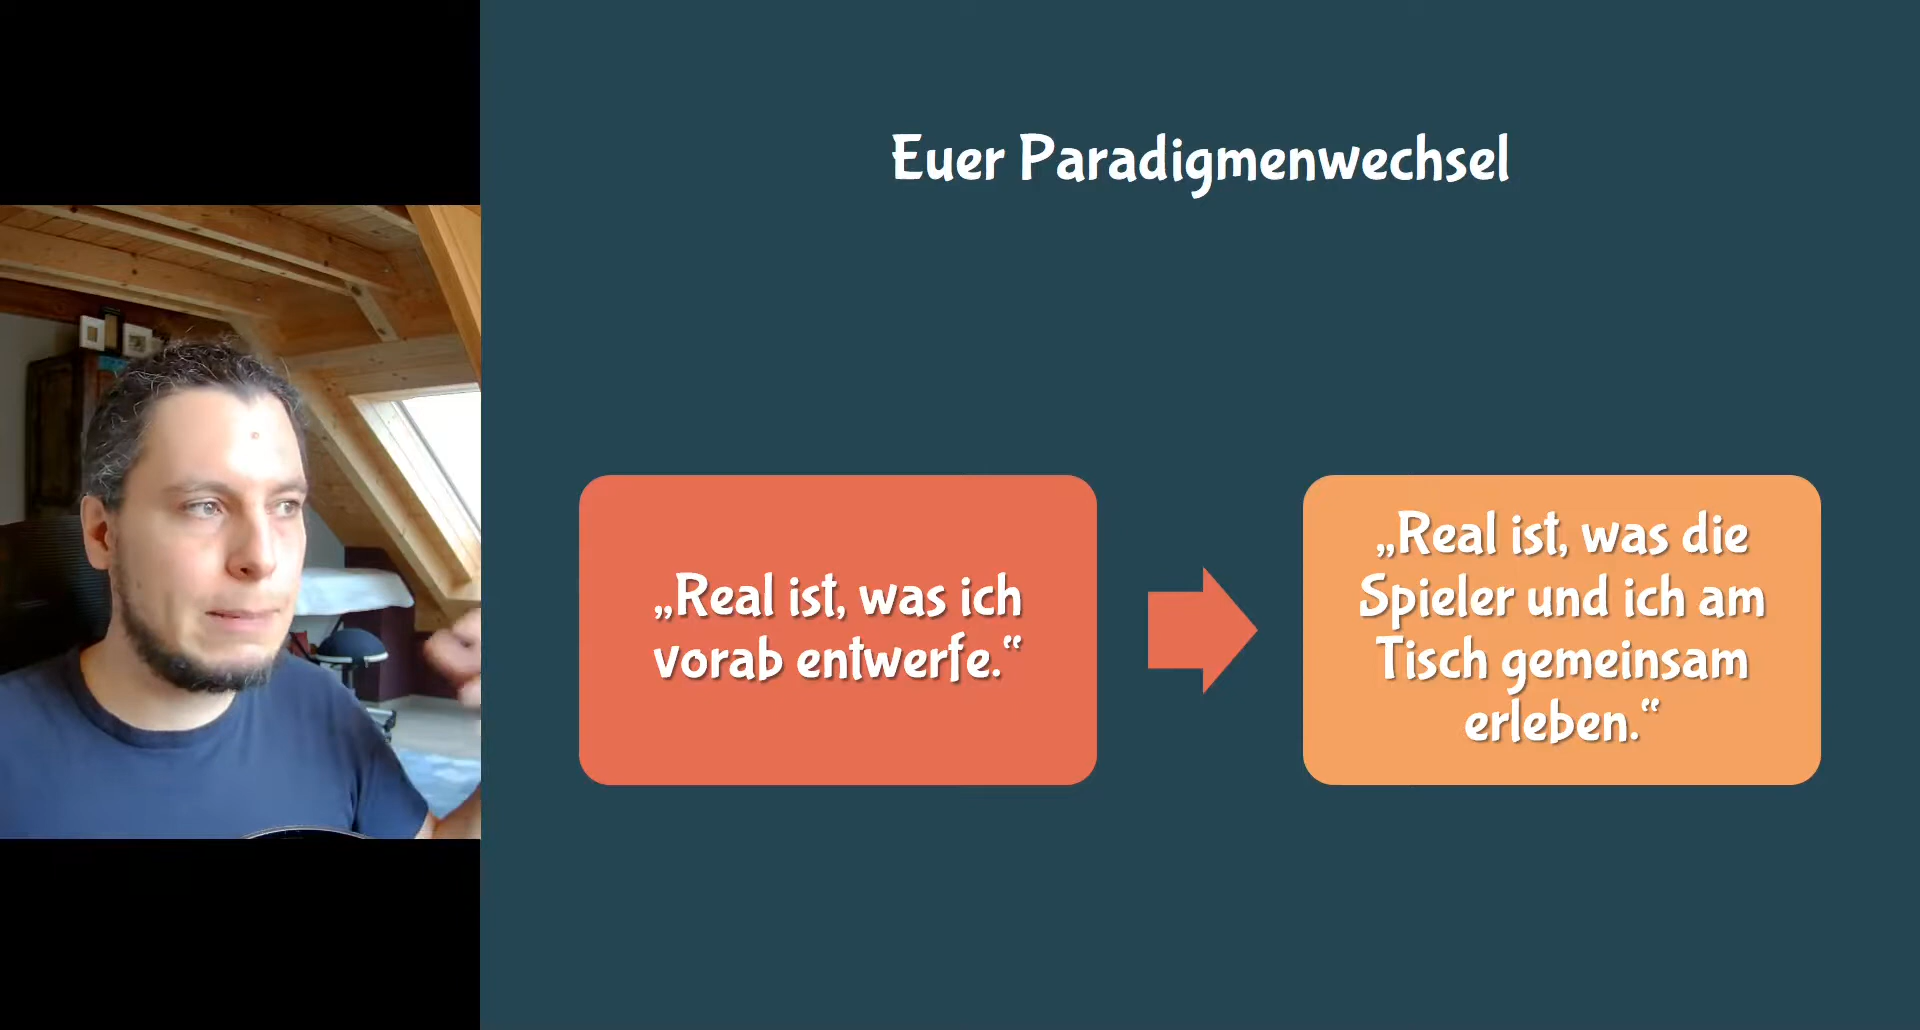 Euer Paradigmenwechsel
„Real ist, was ich
vorab entwerfe.“
„Real ist, was die
Spieler und ich am
Tisch gemeinsam
erleben.“